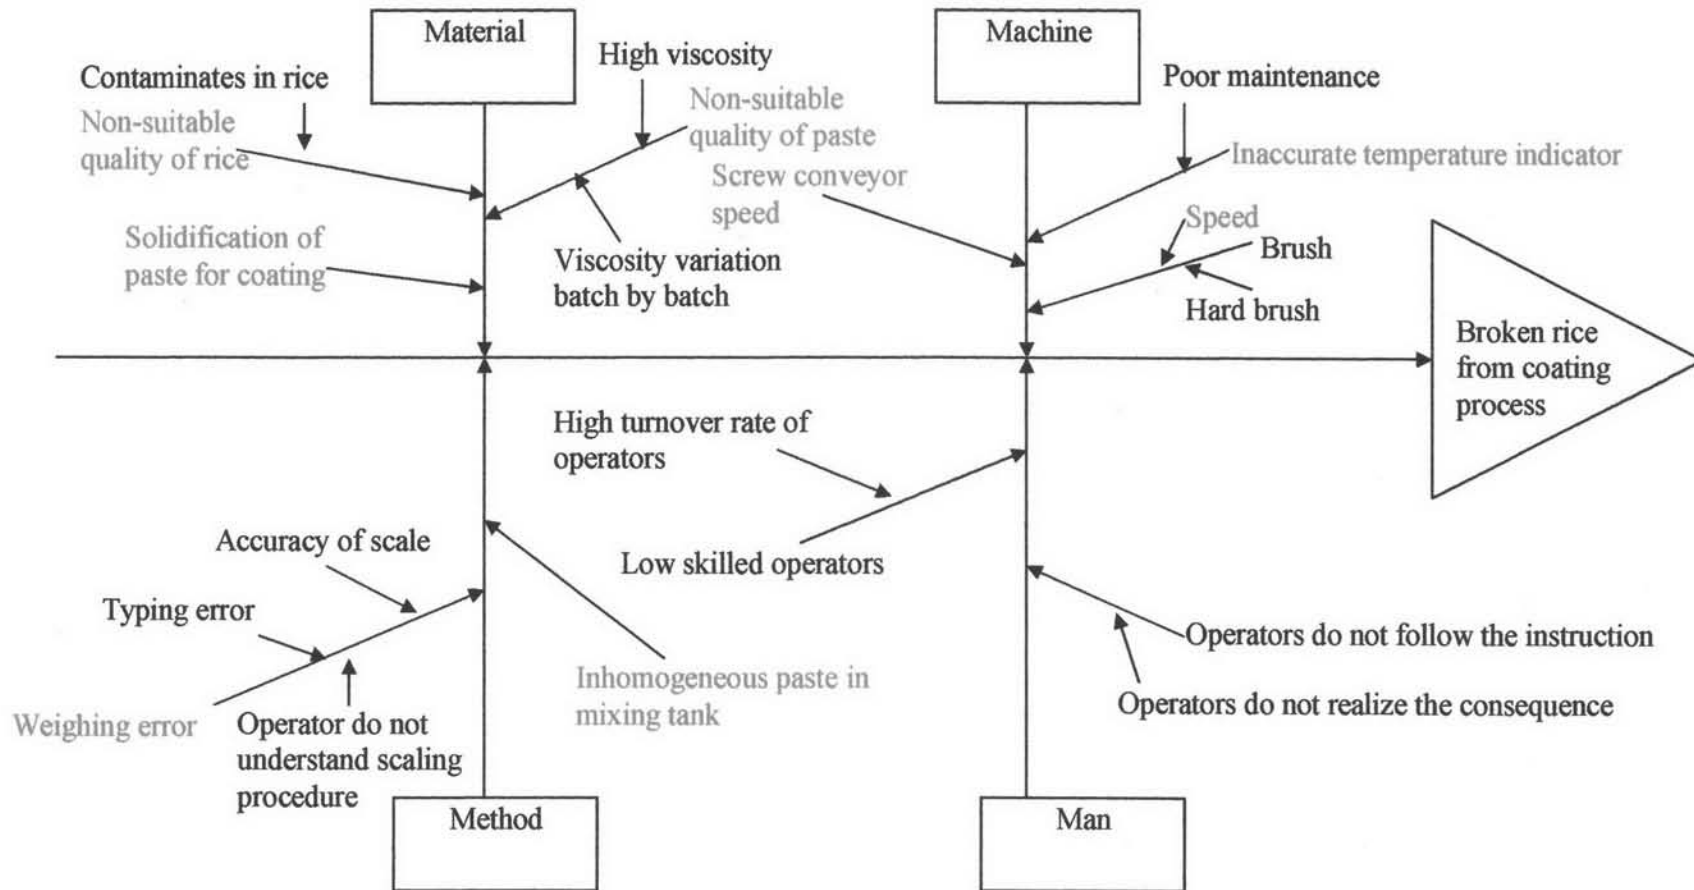 Material
Machine
High viscosity
Contaminates in rice
Poor maintenance
Non-suitable
quality of rice
Non-suitable
quality of paste
Inaccurate temperature indicator
Screw conveyor
speed
Speed
Brush
Solidification of
paste for coating
Viscosity variation
batch by batch
Hard brush
Broken rice
from coating
process
High turnover rate of
operators
Accuracy of scale
Low skilled operators
Typing error
Operators do not follow the instruction
Inhomogeneous paste in
mixing tank
Operators do not realize the consequence
Weighing error
Operator do not
understand scaling
procedure
Method
Man